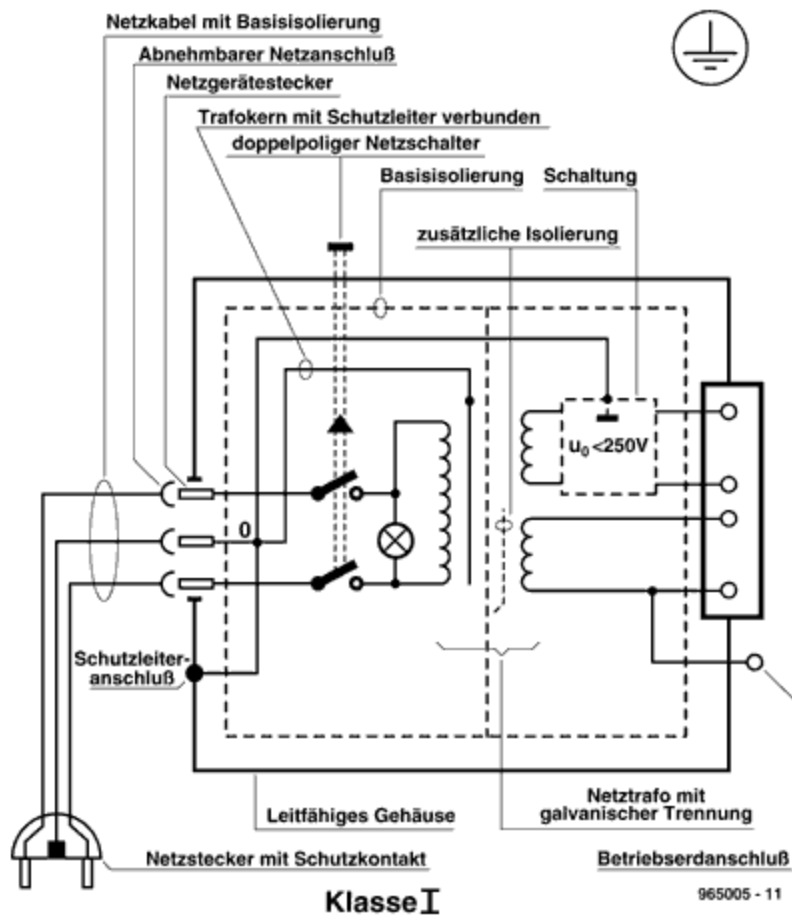 Netzkabel mit Basisisolierung
Abnehmbarer Netzanschluß
Netzgerätestecker
Trafokern mit Schutzleiter verbunden
doppelpoliger Netzschalter
Basisisolierung
Schaltung
zusätzliche Isolierung
u₀<250V
0
Schutzleiter-
anschluß
Leitfähiges Gehäuse
Netztrafo mit
galvanischer Trennung
Netzstecker mit Schutzkontakt
Betriebserdanschluß
Klasse I
965005 - 11